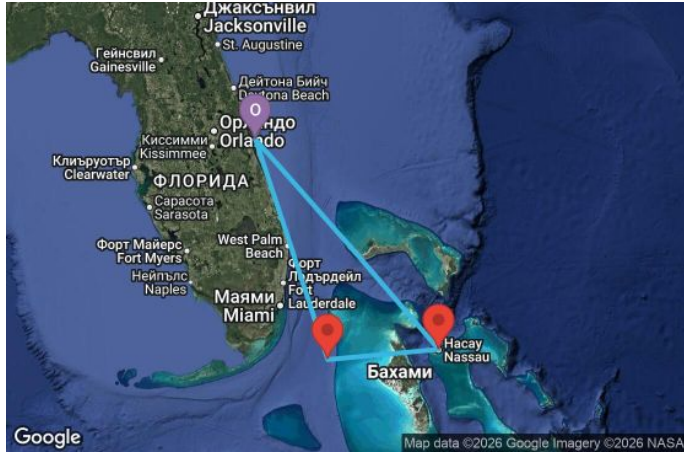 Джаксънвил
Jacksonville
St. Augustine
Гейнсвил
Gainesville
Дейтона Бийч
Daytona Beach
O
Орландо
Orlando
Киссимми
Kissimmee
Клиъруотър
Clearwater
ФЛОРИДА
Сарасота
Sarasota
West Palm
Beach
Форт Майерс
Fort Myers
Форт
Лодърдейл
Fort
Lauderdale
Нейпълс
Naples
Маями
Miami
Насау
Nassau
Бахами
Google
Map data ©2026 Google Imagery ©2026 NASA